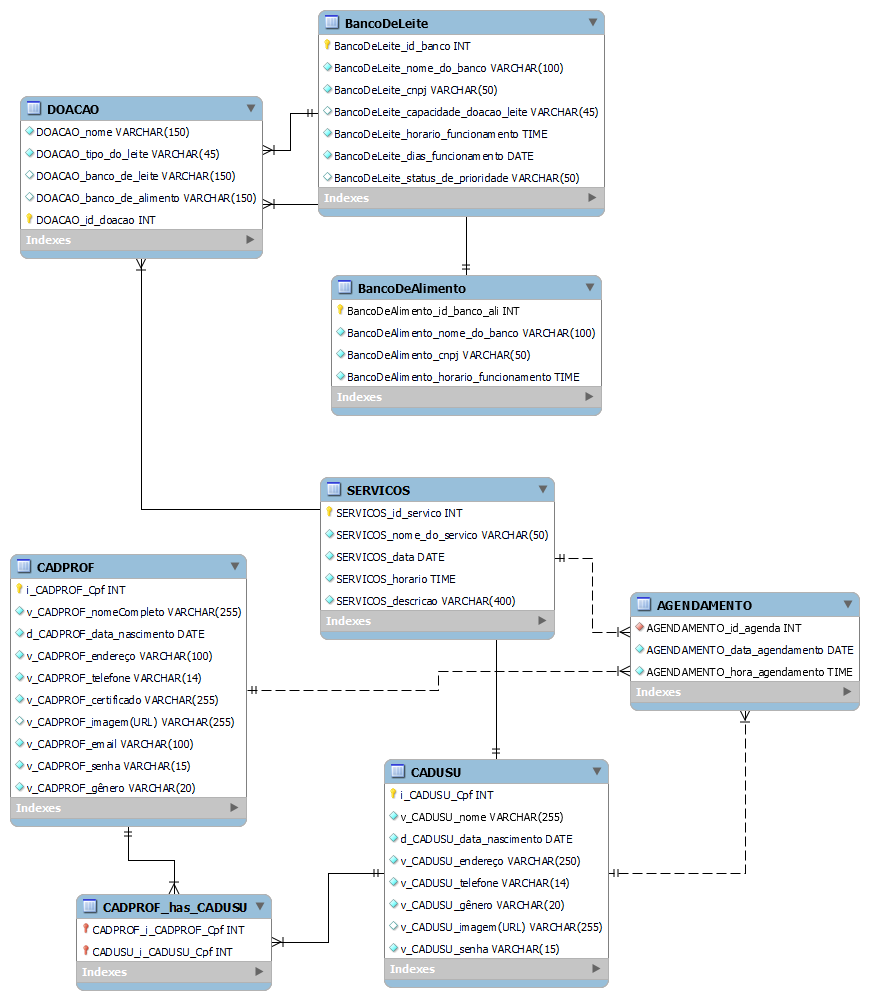 BancoDeLeite
BancoDeLeite_id_banco INT
BancoDeLeite_nome_do_banco VARCHAR(100)
BancoDeLeite_cnpj VARCHAR(50)
BancoDeLeite_capacidade_doacao_leite VARCHAR(45)
BancoDeLeite_horario_funcionamento TIME
BancoDeLeite_dias_funcionamento DATE
BancoDeLeite_status_de_prioridade VARCHAR(50)
Indexes
DOACAO
DOACAO_nome VARCHAR(150)
DOACAO_tipo_do_leite VARCHAR(45)
DOACAO_banco_de_leite VARCHAR(150)
DOACAO_banco_de_alimento VARCHAR(150)
DOACAO_id_doacao INT
Indexes
BancoDeAlimento
BancoDeAlimento_id_banco_ali INT
BancoDeAlimento_nome_do_banco VARCHAR(100)
BancoDeAlimento_cnpj VARCHAR(50)
BancoDeAlimento_horario_funcionamento TIME
Indexes
SERVICOS
SERVICOS_id_servico INT
SERVICOS_nome_do_servico VARCHAR(50)
SERVICOS_data DATE
SERVICOS_horario TIME
SERVICOS_descricao VARCHAR(400)
Indexes
CADPROF
i_CADPROF_Cpf INT
v_CADPROF_nomeCompleto VARCHAR(255)
d_CADPROF_data_nascimento DATE
v_CADPROF_endereço VARCHAR(100)
v_CADPROF_telefone VARCHAR(14)
v_CADPROF_certificado VARCHAR(255)
v_CADPROF_imagem(URL) VARCHAR(255)
v_CADPROF_email VARCHAR(100)
v_CADPROF_senha VARCHAR(15)
v_CADPROF_gênero VARCHAR(20)
Indexes
AGENDAMENTO
AGENDAMENTO_id_agenda INT
AGENDAMENTO_data_agendamento DATE
AGENDAMENTO_hora_agendamento TIME
Indexes
CADUSU
i_CADUSU_Cpf INT
v_CADUSU_nome VARCHAR(255)
d_CADUSU_data_nascimento DATE
v_CADUSU_endereço VARCHAR(250)
v_CADUSU_telefone VARCHAR(14)
v_CADUSU_gênero VARCHAR(20)
v_CADUSU_imagem(URL) VARCHAR(255)
v_CADUSU_senha VARCHAR(15)
Indexes
CADPROF_has_CADUSU
CADPROF_i_CADPROF_Cpf INT
CADUSU_i_CADUSU_Cpf INT
Indexes